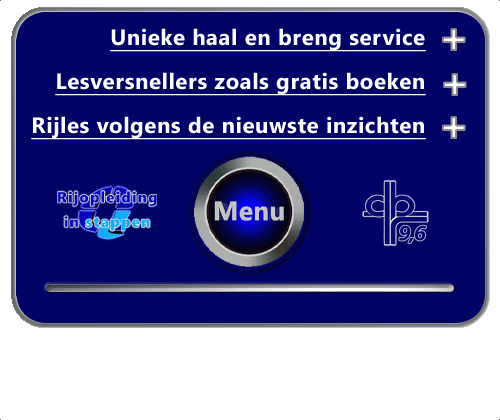 Unieke haal en breng service
Lesversnellers zoals gratis boeken
Rijles volgens de nieuwste inzichten
Rijopleiding
in stappen
Menu
9,6